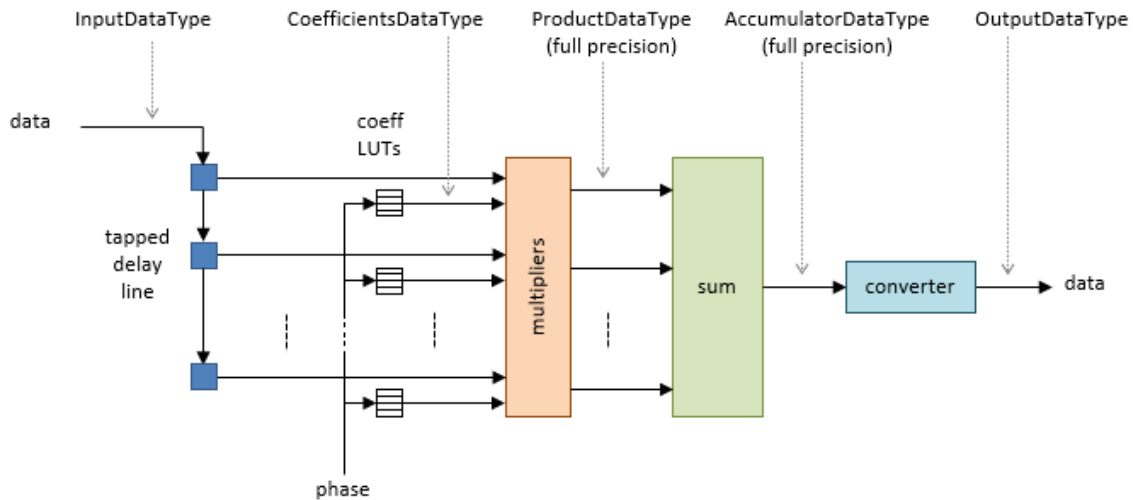 InputDataType
CoefficientsDataType
ProductDataType
(full precision)
AccumulatorDataType
(full precision)
OutputDataType
data
coeff
LUTs
tapped
delay
line
multipliers
sum
converter
data
phase